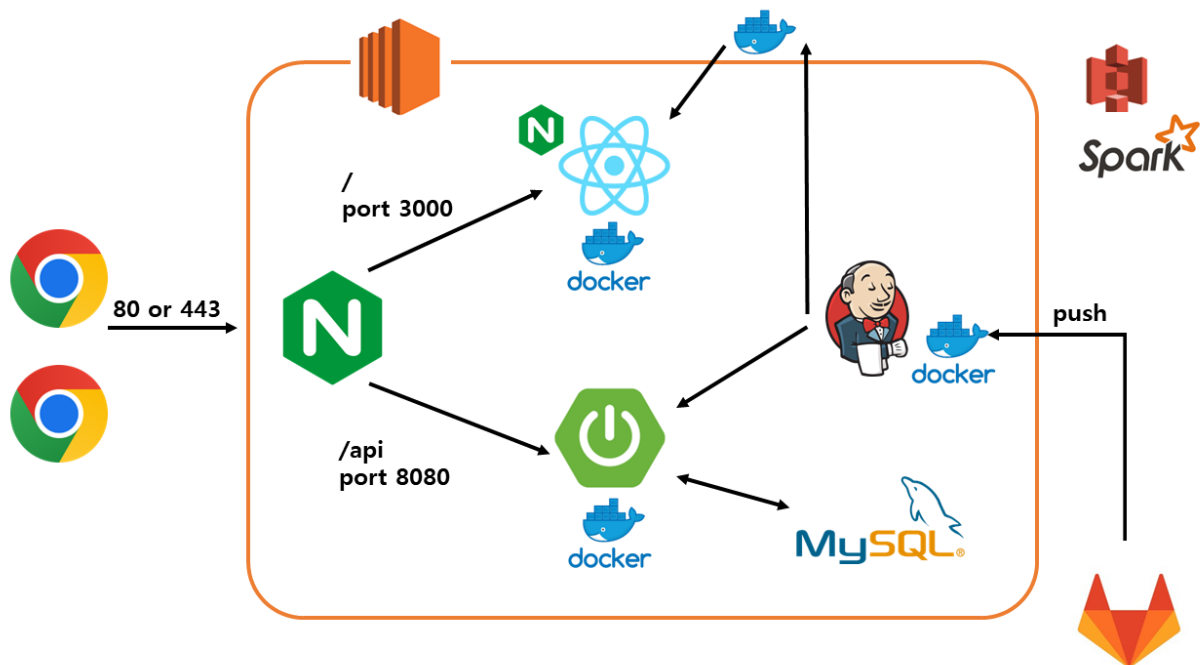 N
Spark
/
port 3000
docker
80 or 443
N
push
docker
/api
port 8080
docker
MySQL®